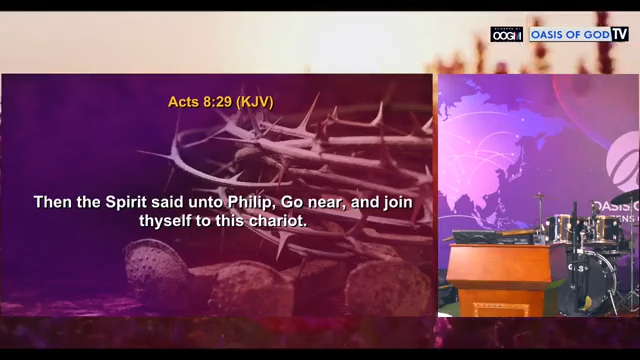 OOGM
OASIS OF GOD TV
Acts 8:29 (KJV)
Then the Spirit said unto Philip, Go near, and join
thyself to this chariot.
OASIS O